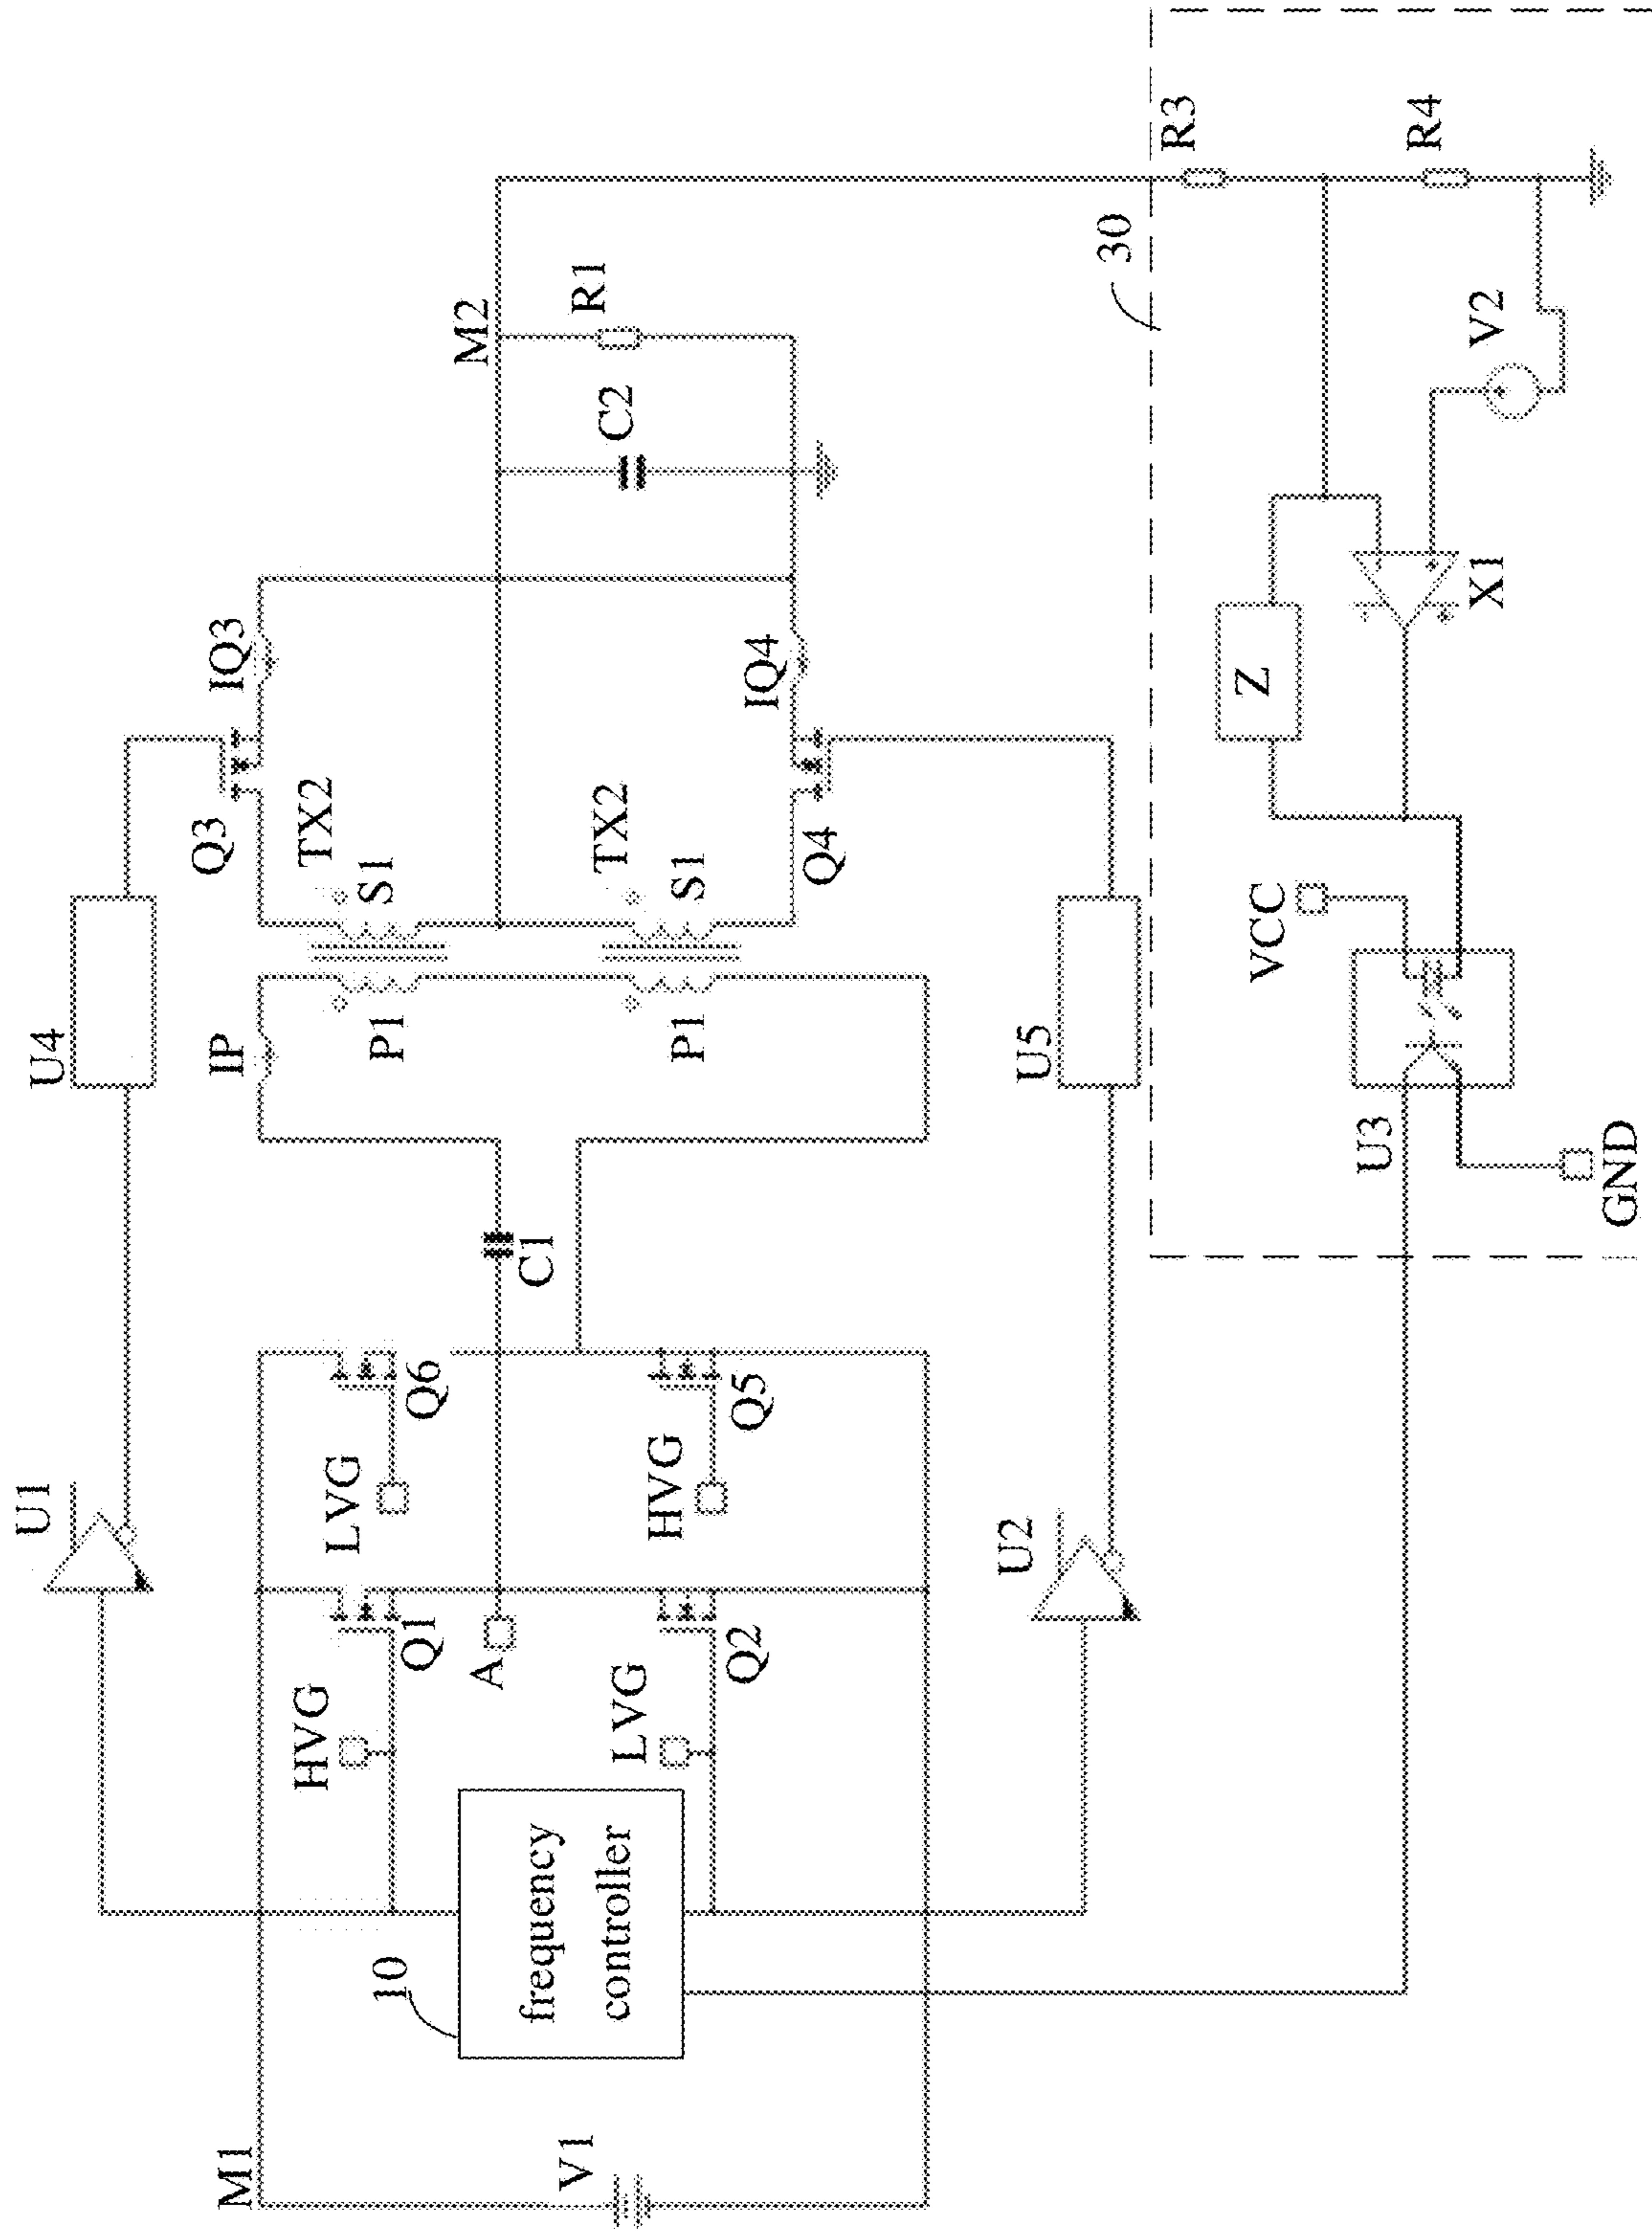 M1
V1
10
frequency
controller
HVG
Q1
A
LVG
Q2
LVG
Q6
HVG
Q5
U1
U2
C1
U4
IP
P1
P1
U5
Q3
TX2
S1
TX2
S1
Q4
IQ3
IQ4
M2
C2
R1
30
R3
R4
V2
X1
Z
VCC
U3
GND